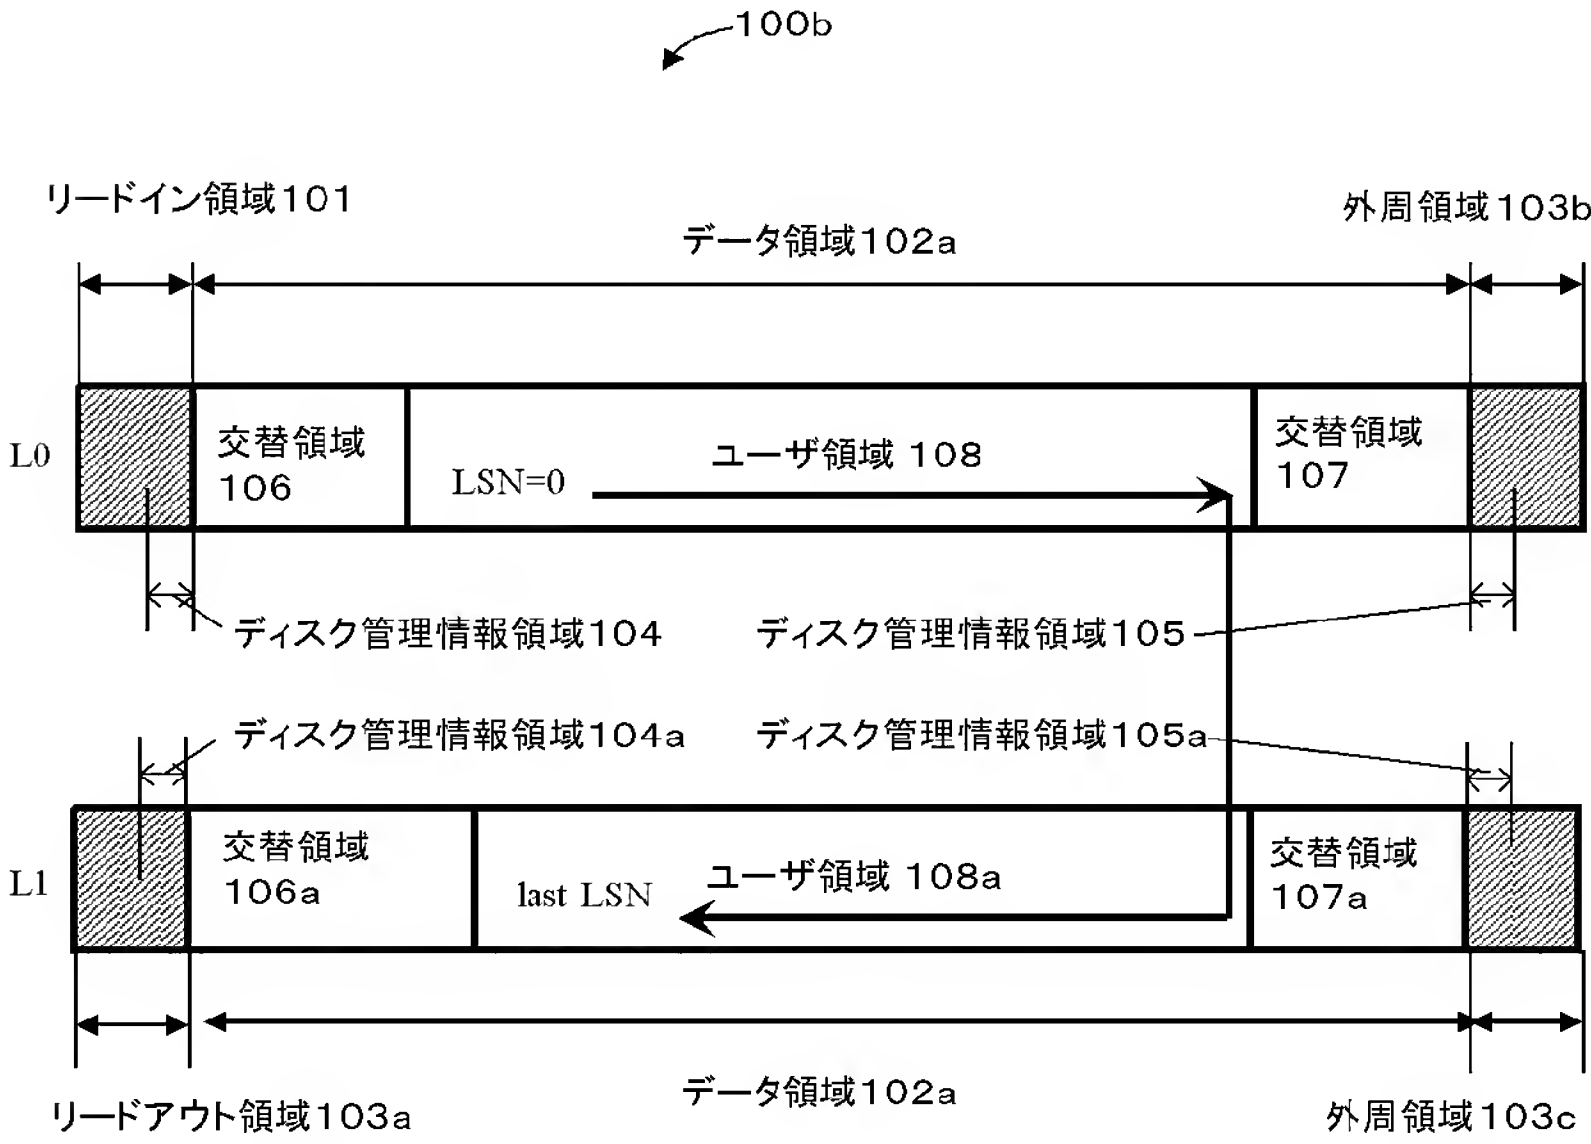 100b
リードイン領域101
外周領域103b
データ領域102a
L0
交替領域
106
LSN=0
ユーザ領域 108
交替領域
107
ディスク管理情報領域104
ディスク管理情報領域105
ディスク管理情報領域104a
ディスク管理情報領域105a
L1
交替領域
106a
last LSN
ユーザ領域 108a
交替領域
107a
データ領域102a
リードアウト領域103a
外周領域103c